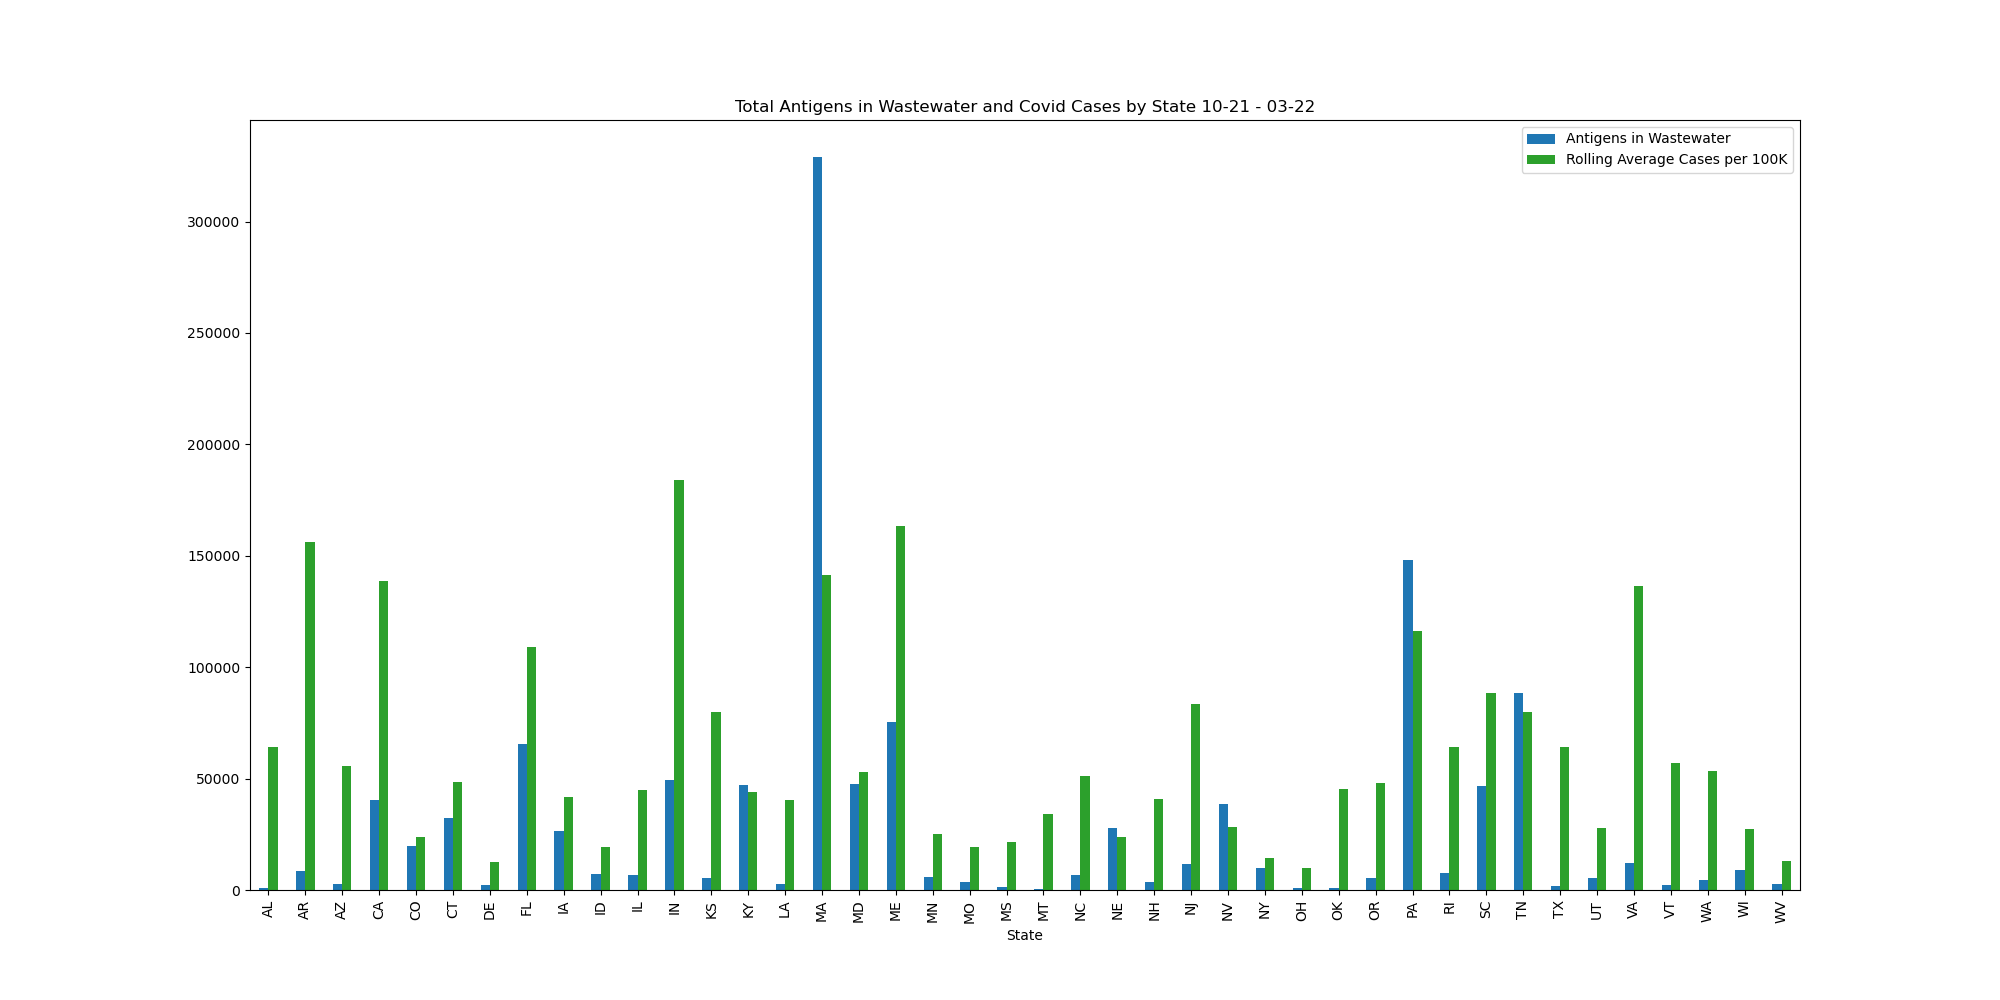 Total Antigens in Wastewater and Covid Cases by State 10-21 - 03-22
Antigens in Wastewater
Rolling Average Cases per 100K
300000
250000
200000
150000
100000
50000
0
AL AR AZ CA CO CT DE FL IA ID IL IN KS KY LA MA MD ME MN MO MS MT NC NE NH NJ NV NY OH OK OR PA RI SC TN TX UT VA VT WA WI WV
State